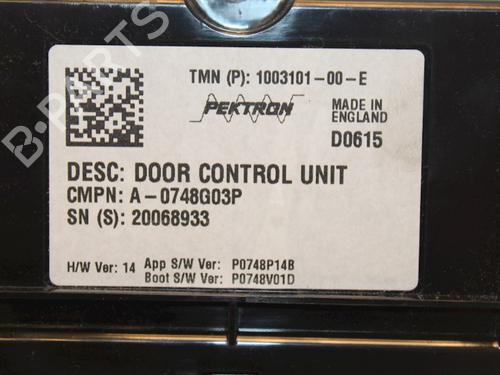 TMN (P): 1003101-00-E
PEKTRON
MADE IN
ENGLAND
D0615
DESC: DOOR CONTROL UNIT
CMPN: A-0748G03P
SN (S): 20068933
H/W Ver: 14 App S/W Ver: P0748P14B
Boot S/W Ver: P0748V01D